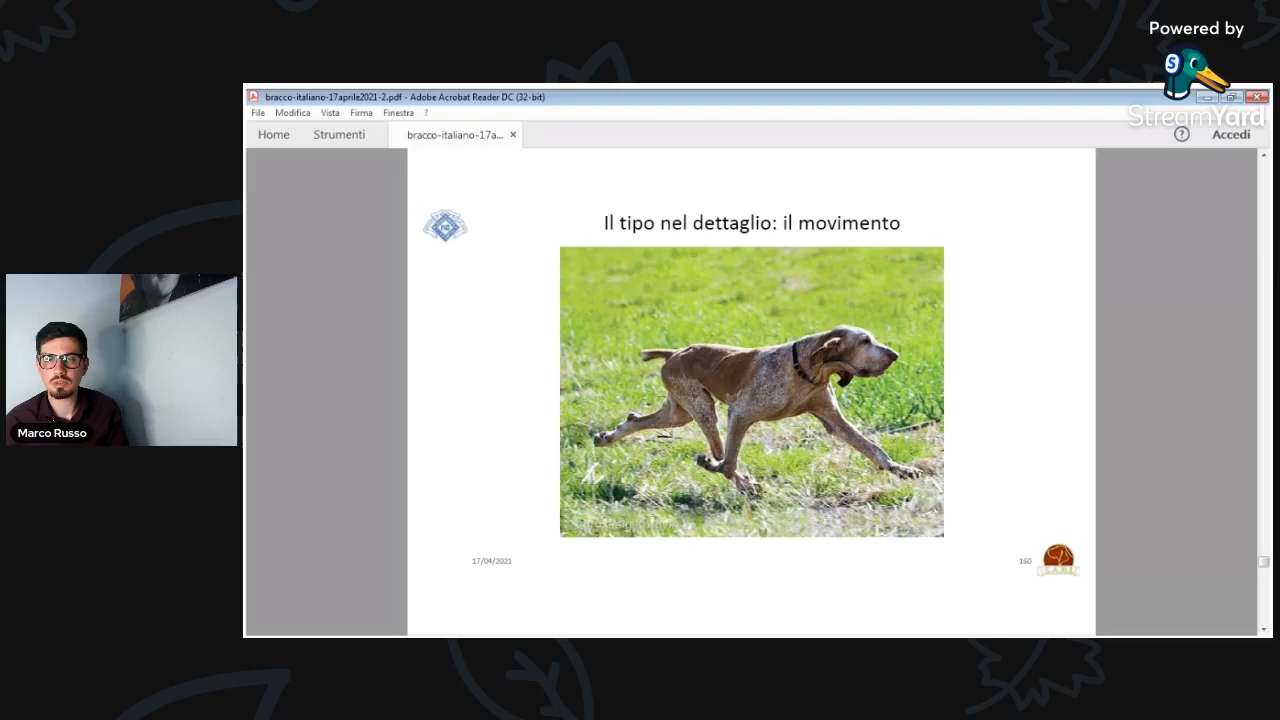 Powered by
StreamYard
bracco-italiano-17aprile2021-2.pdf - Adobe Acrobat Reader DC (32-bit)
File Modifica Vista Firma Finestra ?
Home Strumenti bracco-italiano-17a... × ? Accedi
Il tipo nel dettaglio: il movimento
Marco Russo
17/04/2021
160